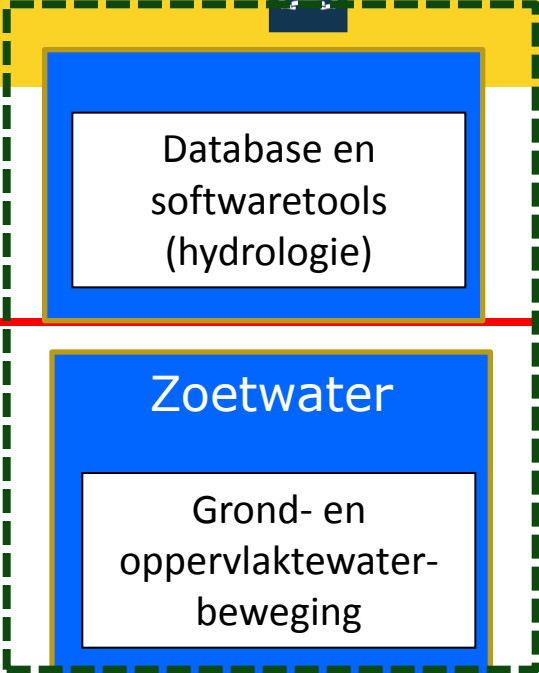 Database en
softwaretools
(hydrologie)
Zoetwater
Grond- en
oppervlaktewater-
beweging